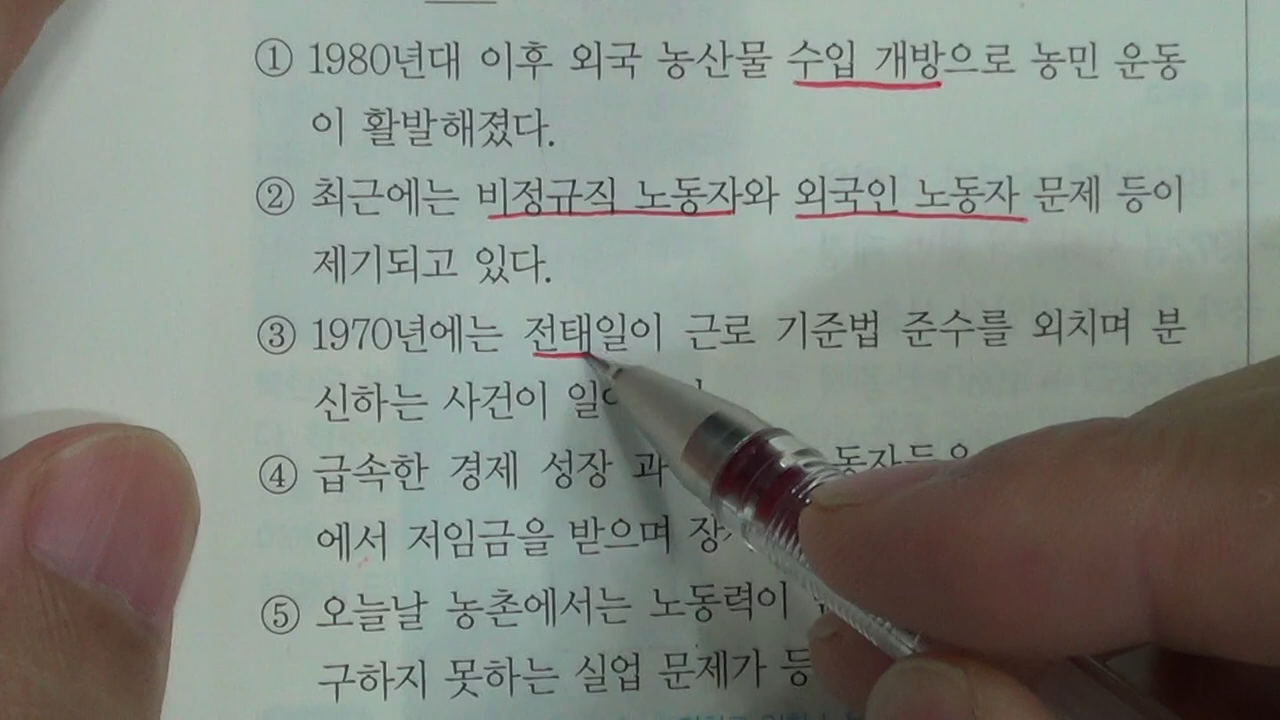 ① 1980년대 이후 외국 농산물 수입 개방으로 농민 운동
이 활발해졌다.
② 최근에는 비정규직 노동자와 외국인 노동자 문제 등이
제기되고 있다.
③ 1970년에는 전태일이 근로 기준법 준수를 외치며 분
신하는 사건이
④ 급속한 경제 성장
에서 저임금을 받으며
⑤ 오늘날 농촌에서는 노동력이
구하지 못하는 실업 문제가 등